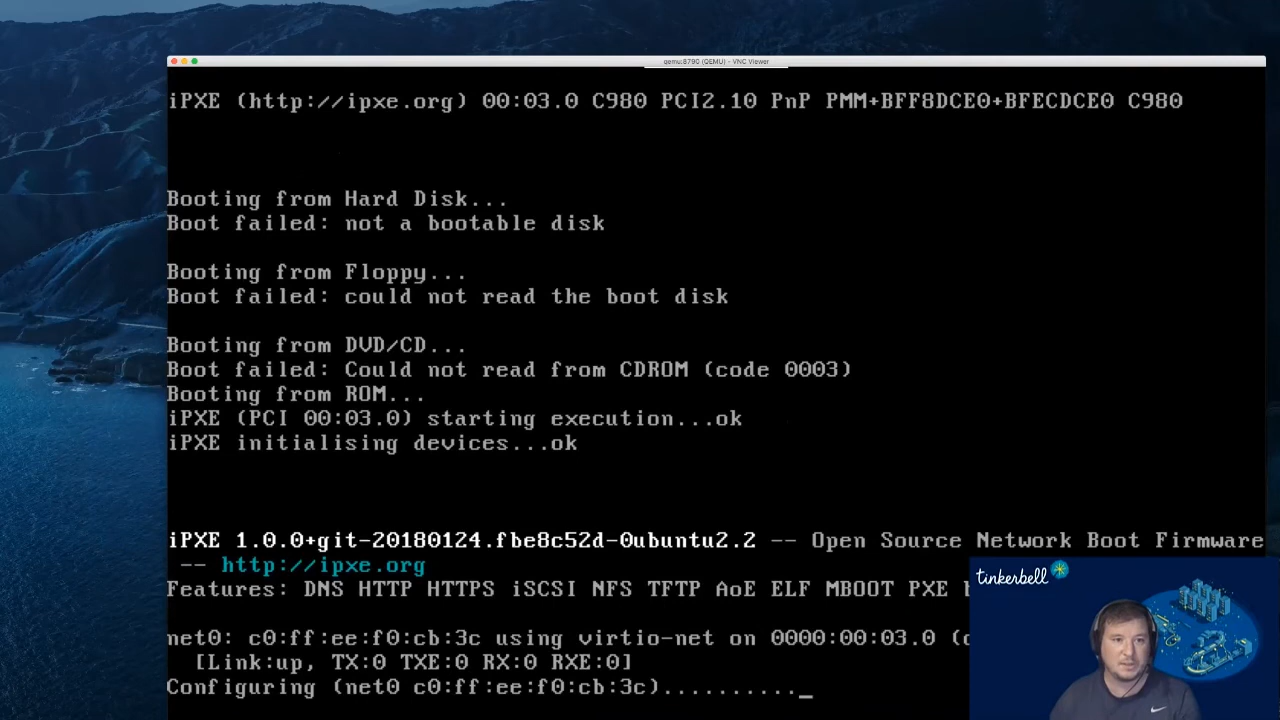 qemu:8790 (QEMU) - VNC Viewer
iPXE (http://ipxe.org) 00:03.0 C980 PCI2.10 PnP PMM+BFF8DCE0+BFECDCE0 C980
Booting from Hard Disk...
Boot failed: not a bootable disk
Booting from Floppy...
Boot failed: could not read the boot disk
Booting from DVD/CD...
Boot failed: Could not read from CDROM (code 0003)
Booting from ROM...
iPXE (PCI 00:03.0) starting execution...ok
iPXE initialising devices...ok
iPXE 1.0.0+git-20180124.fbe8c52d-0ubuntu2.2 -- Open Source Network Boot Firmware
-- http://ipxe.org
Features: DNS HTTP HTTPS iSCSI NFS TFTP AoE ELF MBOOT PXE
net0: c0:ff:ee:f0:cb:3c using virtio-net on 0000:00:03.0 (
[Link:up, TX:0 TXE:0 RX:0 RXE:0]
Configuring (net0 c0:ff:ee:f0:cb:3c).........._
tinkerbell